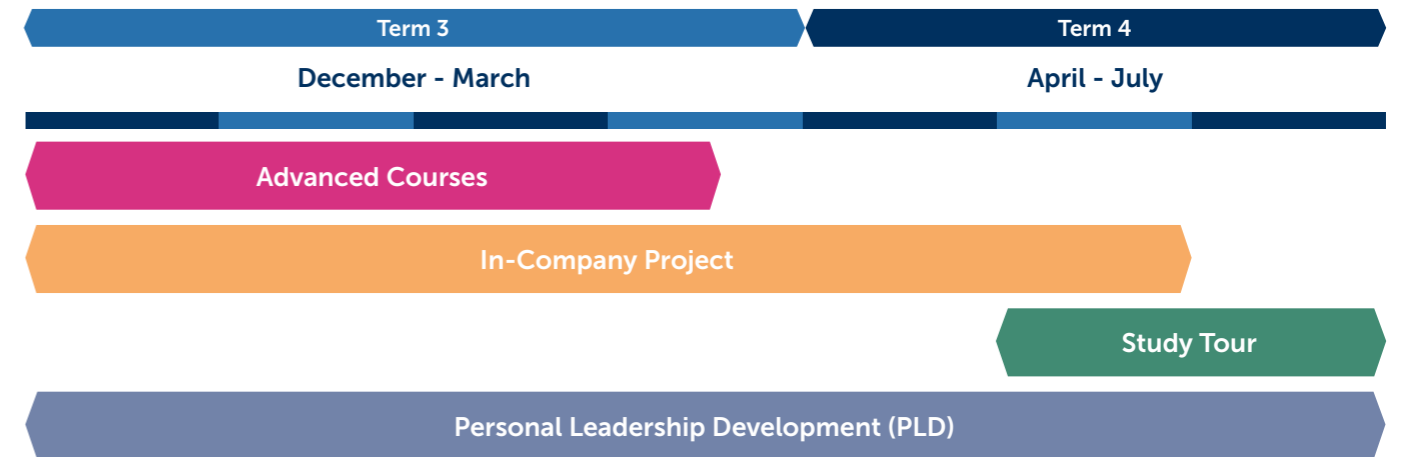 Term 3
Term 4
December - March
April - July
Advanced Courses
In-Company Project
Study Tour
Personal Leadership Development (PLD)